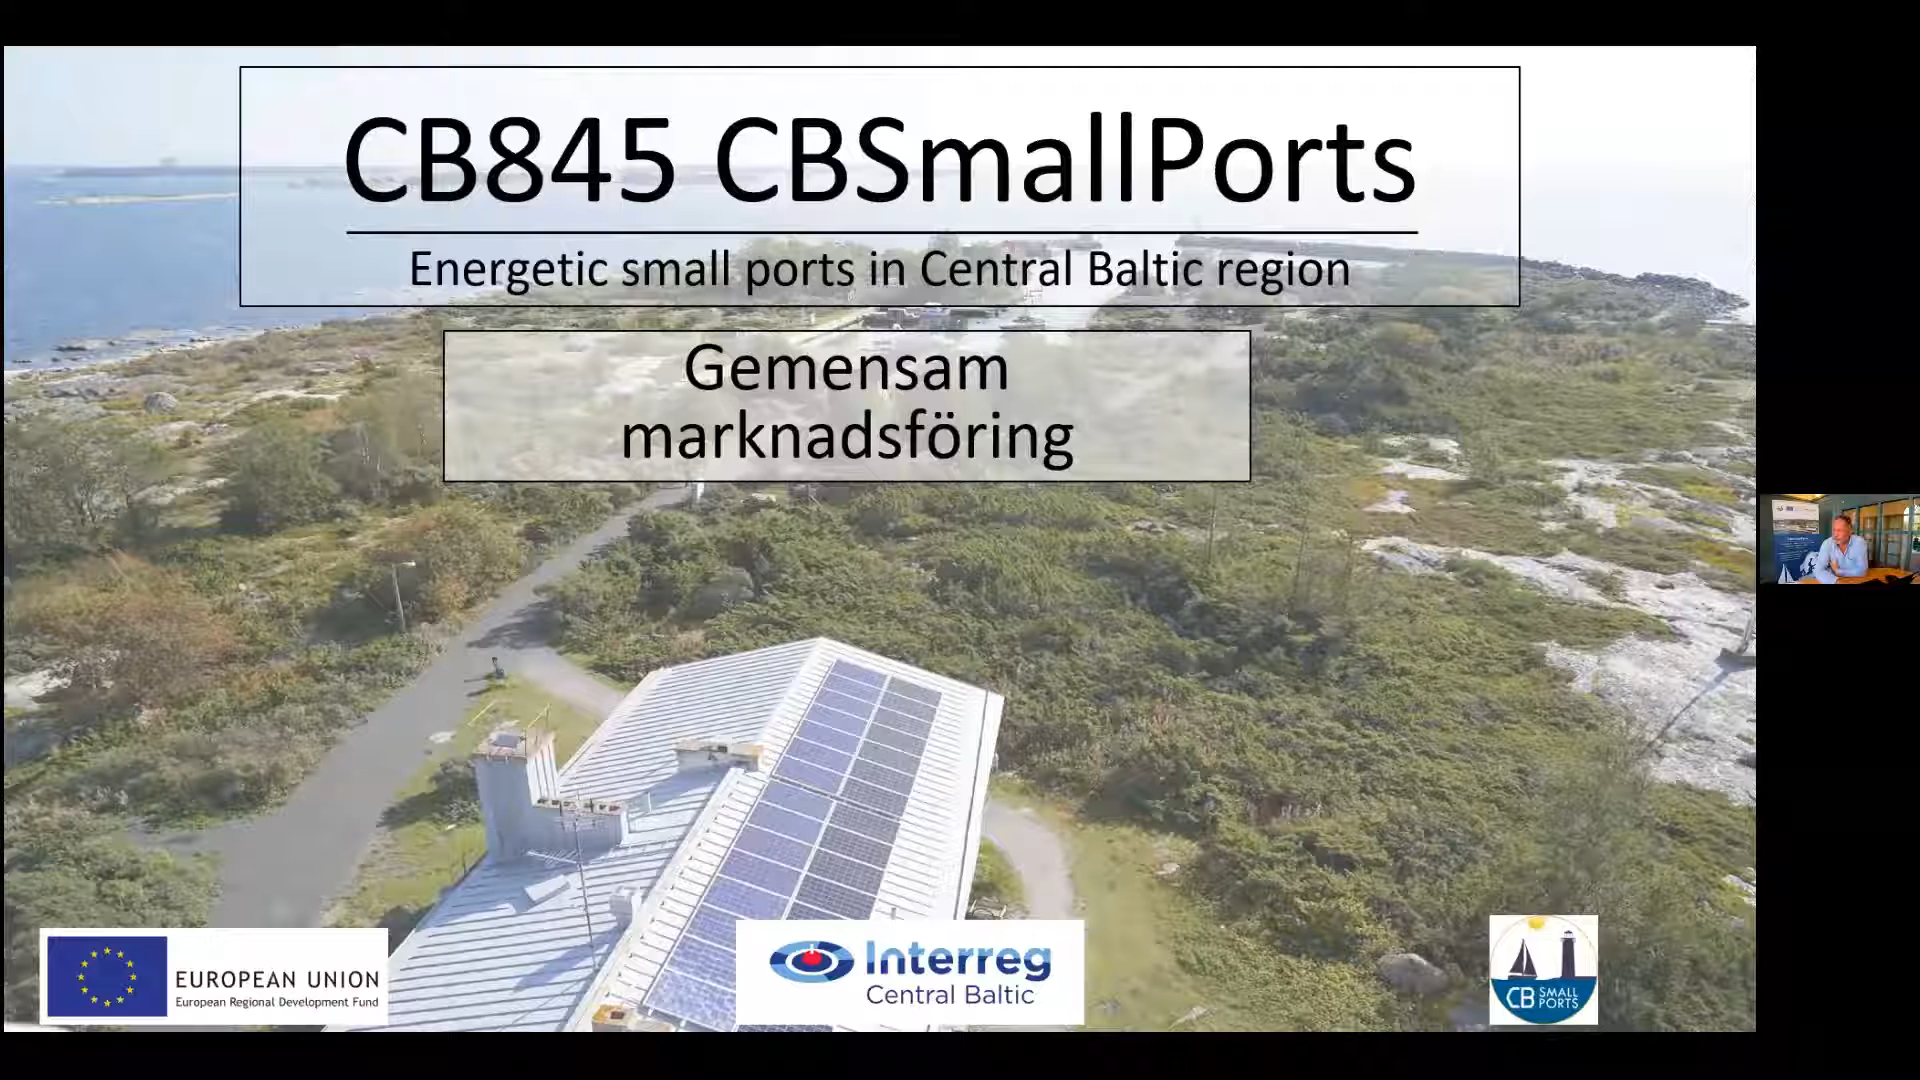 CB845 CBSmallPorts
Energetic small ports in Central Baltic region
Gemensam
marknadsföring
EUROPEAN UNION
European Regional Development Fund
Interreg
Central Baltic
CB SMALL
PORTS